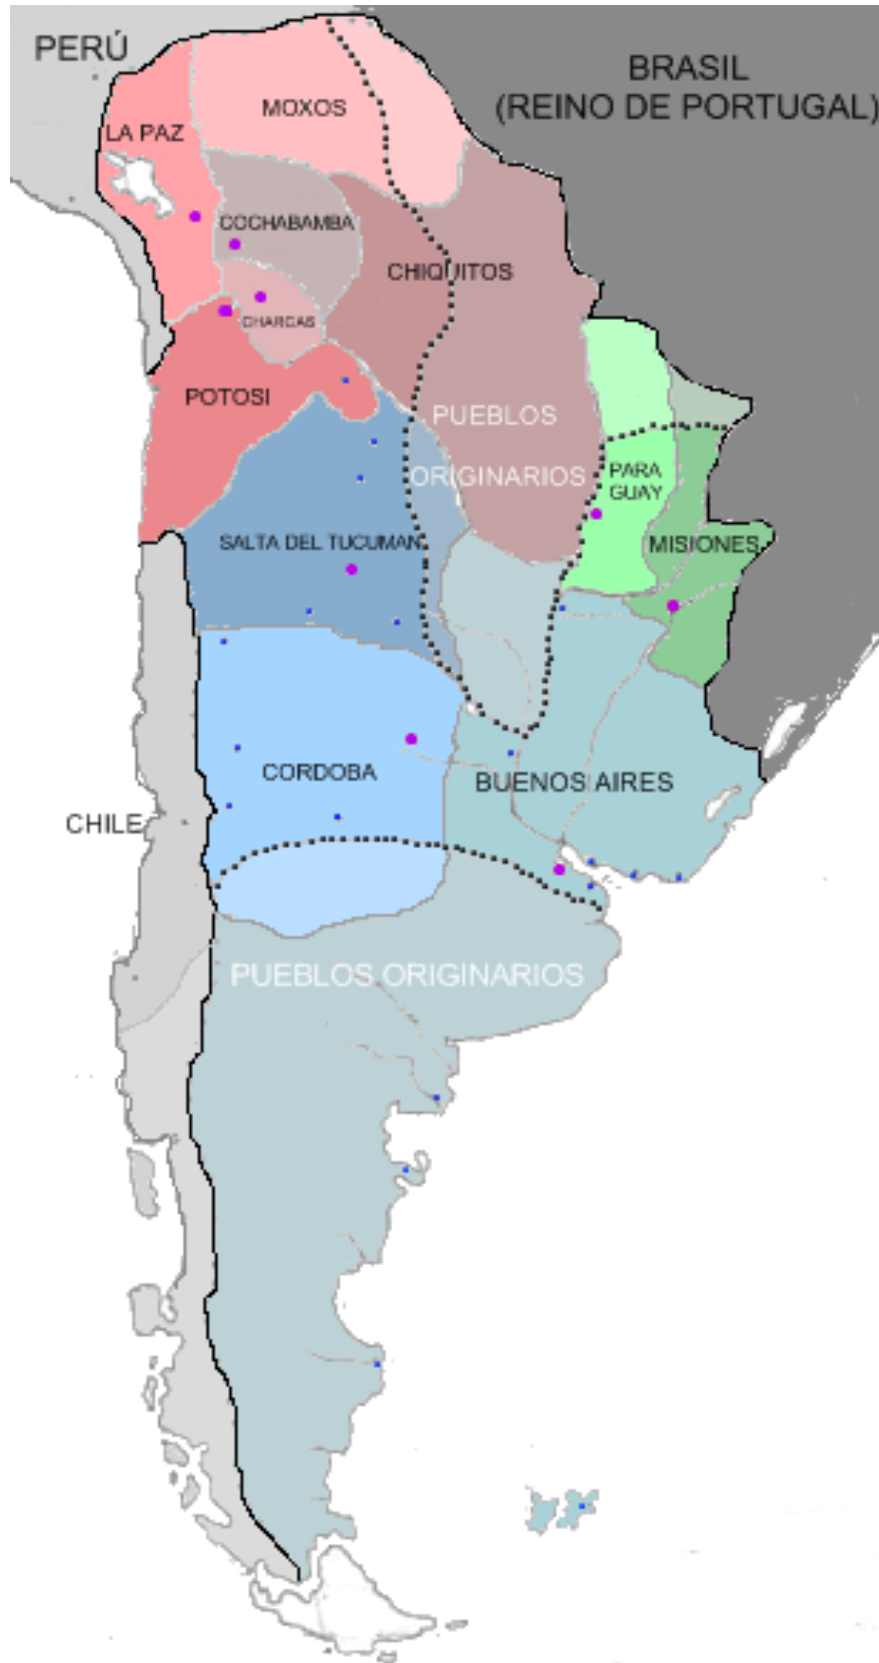 PERÚ
BRASIL
(REINO DE PORTUGAL)
MOXOS
LA PAZ
COCHABAMBA
CHIQUITOS
CHARCAS
POTOSI
PUEBLOS
ORIGINARIOS
PARA
GUAY
SALTA DEL TUCUMAN
MISIONES
CORDOBA
BUENOS AIRES
CHILE
PUEBLOS ORIGINARIOS